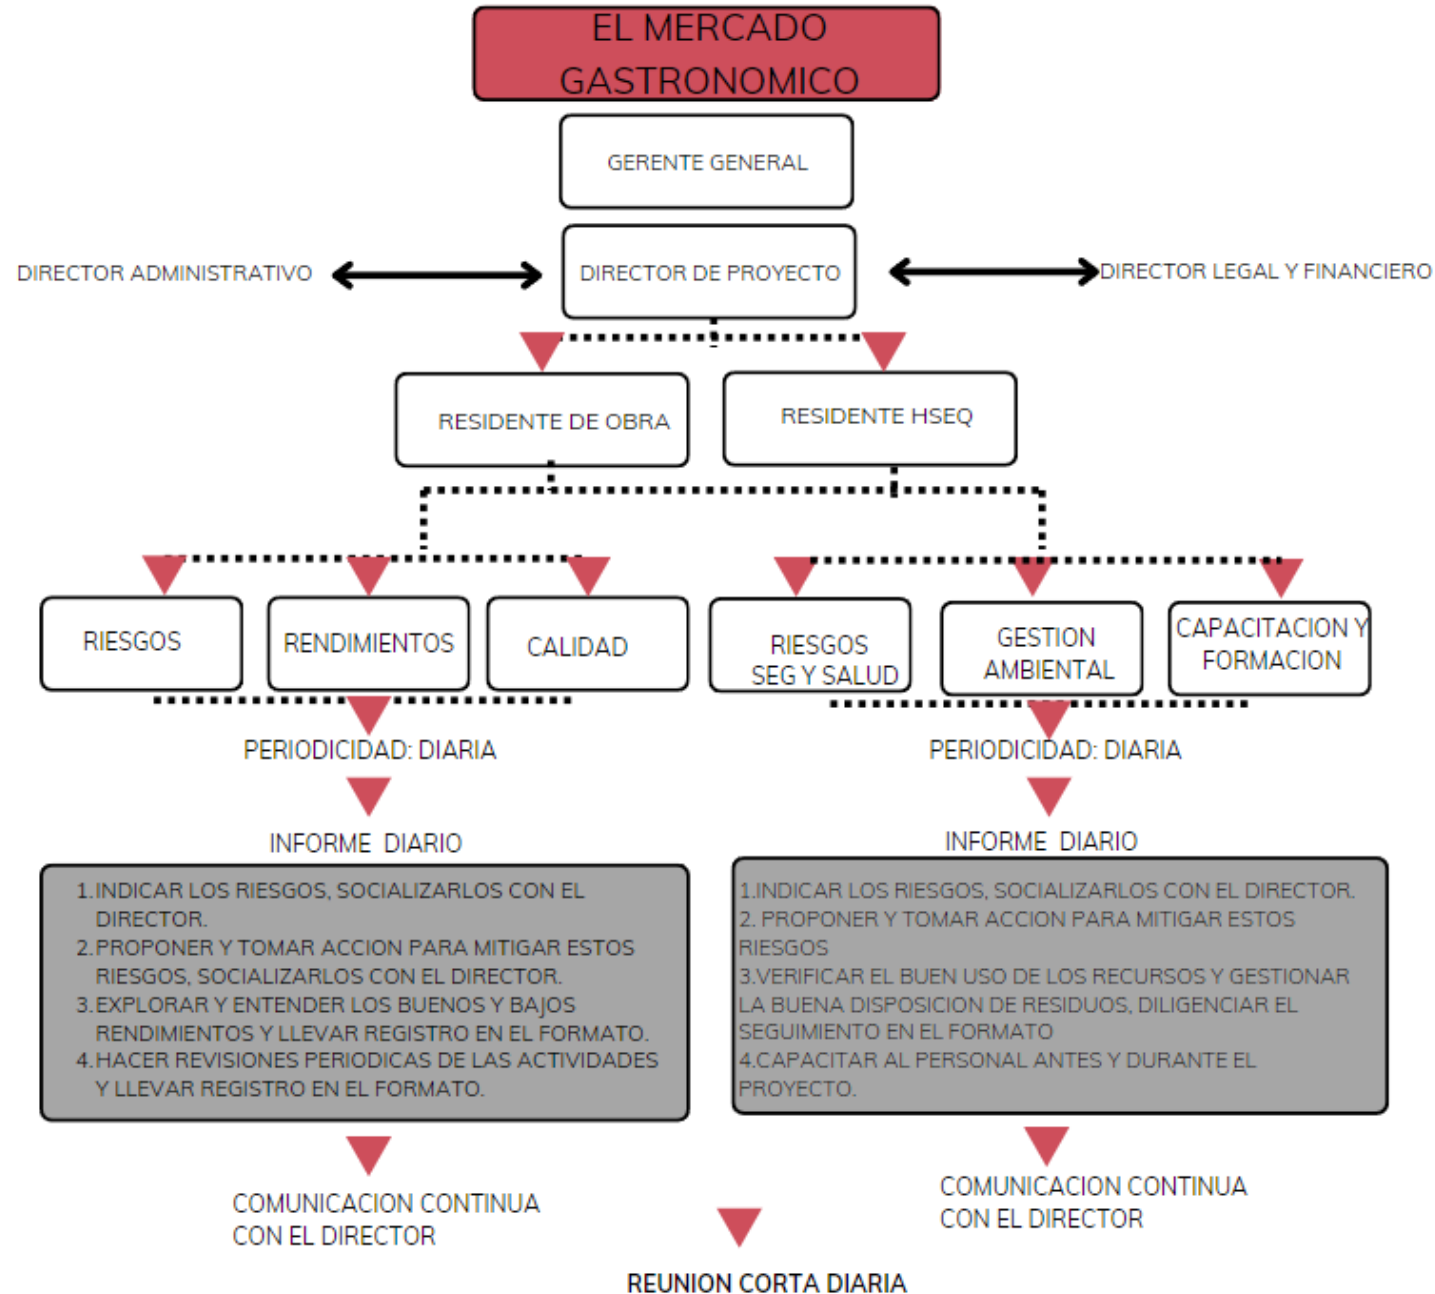 EL MERCADO
GASTRONOMICO
GERENTE GENERAL
DIRECTOR ADMINISTRATIVO
DIRECTOR DE PROYECTO
DIRECTOR LEGAL Y FINANCIERO
RESIDENTE DE OBRA
RESIDENTE HSEQ
RIESGOS
RENDIMIENTOS
CALIDAD
RIESGOS
SEG Y SALUD
GESTION
AMBIENTAL
CAPACITACION Y
FORMACION
PERIODICIDAD: DIARIA
INFORME DIARIO
1. INDICAR LOS RIESGOS, SOCIALIZARLOS CON EL
DIRECTOR.
2. PROPONER Y TOMAR ACCION PARA MITIGAR ESTOS
RIESGOS, SOCIALIZARLOS CON EL DIRECTOR.
3. EXPLORAR Y ENTENDER LOS BUENOS Y BAJOS
RENDIMIENTOS Y LLEVAR REGISTRO EN EL FORMATO.
4. HACER REVISIONES PERIODICAS DE LAS ACTIVIDADES
Y LLEVAR REGISTRO EN EL FORMATO.
COMUNICACION CONTINUA
CON EL DIRECTOR
PERIODICIDAD: DIARIA
INFORME DIARIO
1.INDICAR LOS RIESGOS, SOCIALIZARLOS CON EL DIRECTOR.
2. PROPONER Y TOMAR ACCION PARA MITIGAR ESTOS
RIESGOS
3.VERIFICAR EL BUEN USO DE LOS RECURSOS Y GESTIONAR
LA BUENA DISPOSICION DE RESIDUOS, DILIGENCIAR EL
SEGUIMIENTO EN EL FORMATO
4.CAPACITAR AL PERSONAL ANTES Y DURANTE EL
PROYECTO.
COMUNICACION CONTINUA
CON EL DIRECTOR
REUNION CORTA DIARIA